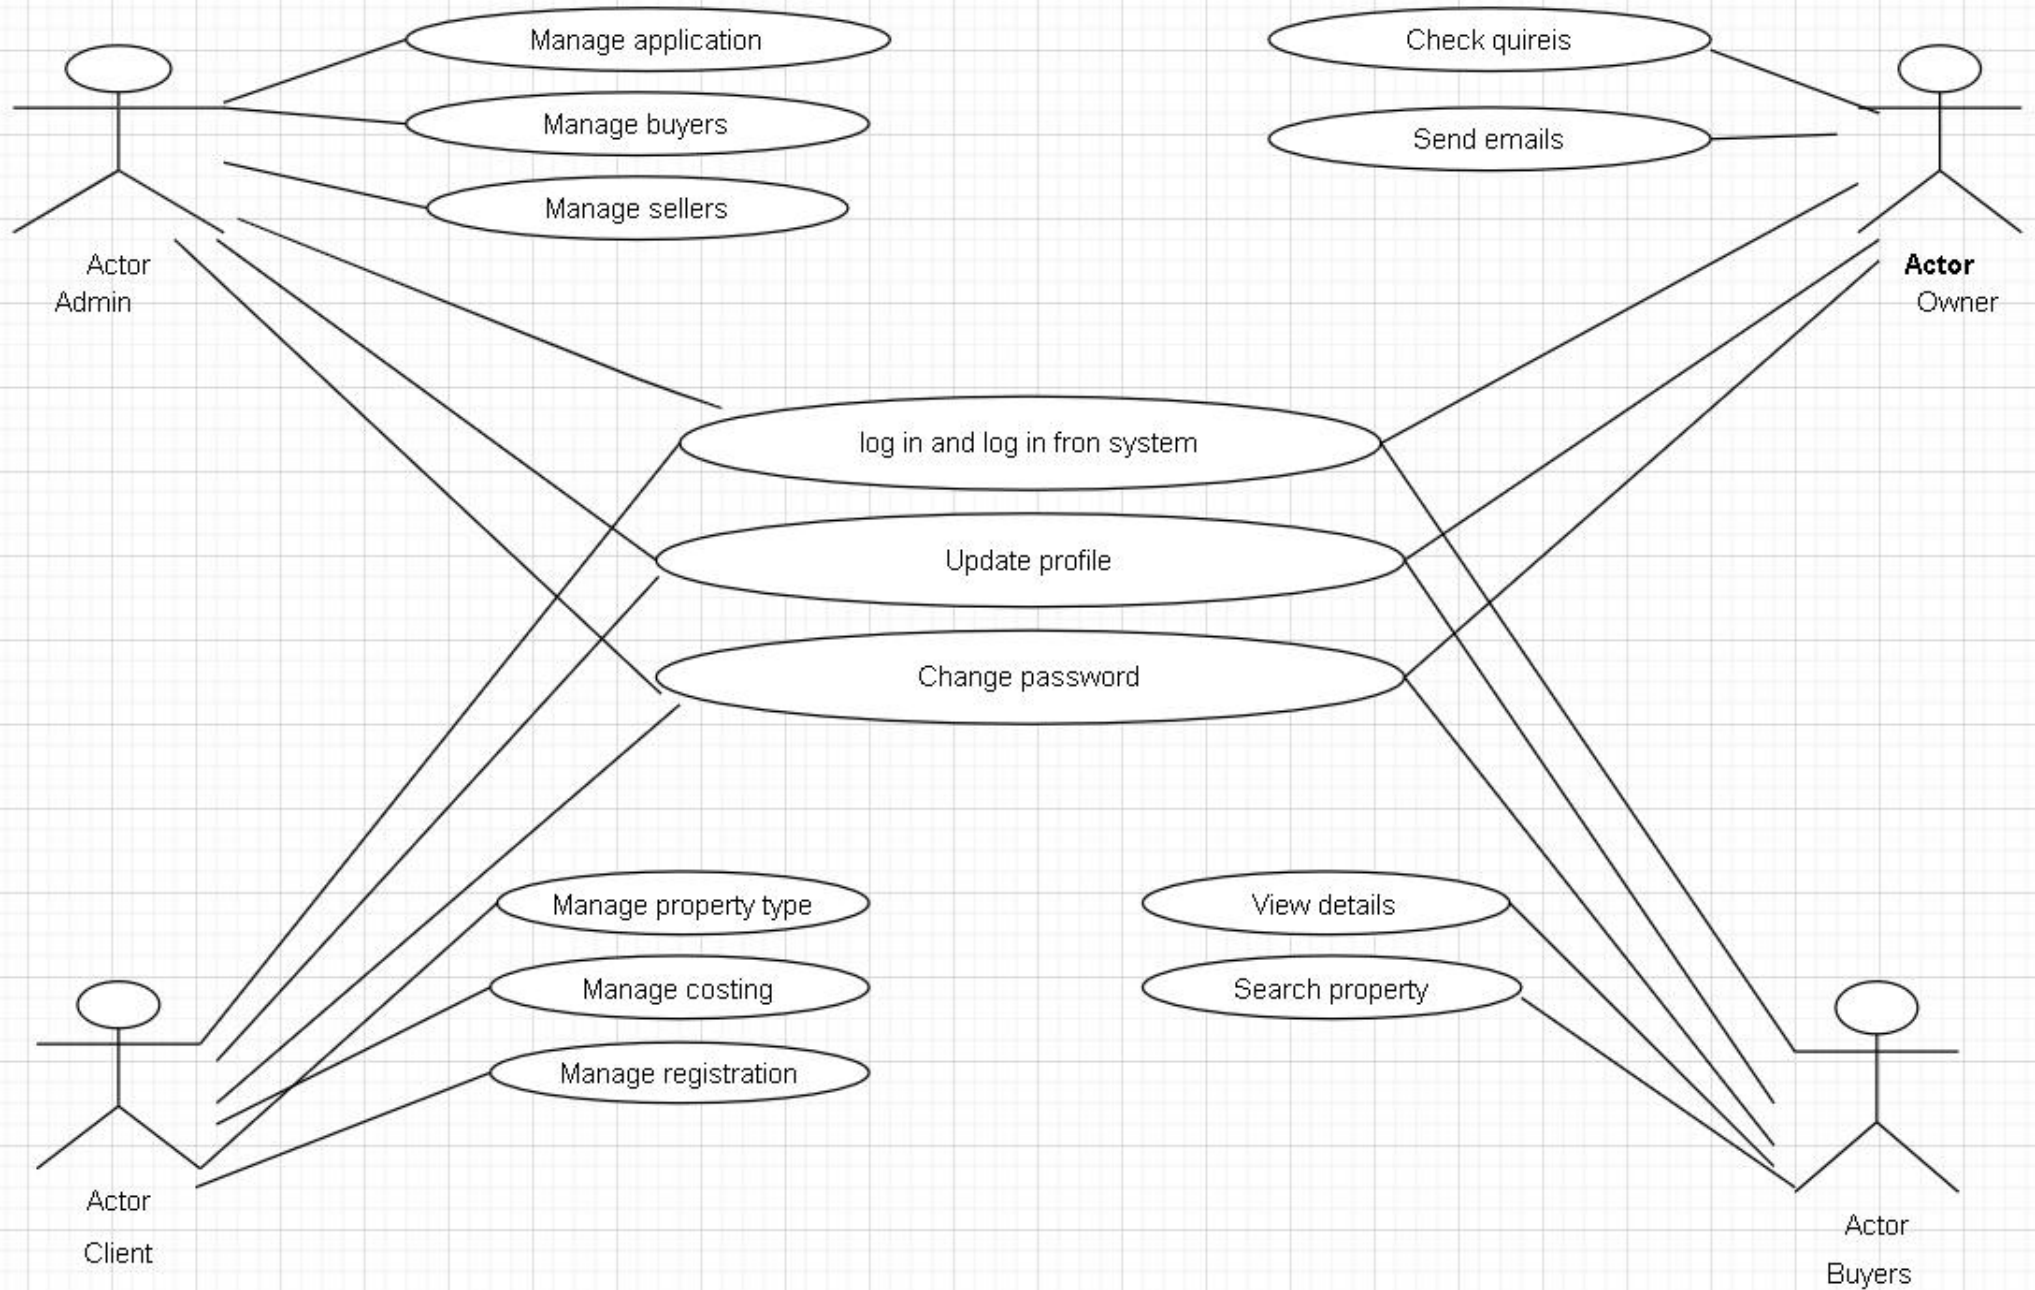 Manage application
Check quireis
Manage buyers
Send emails
Manage sellers
Actor
Admin
Actor
Owner
log in and log in fron system
Update profile
Change password
Manage property type
View details
Manage costing
Search property
Manage registration
Actor
Client
Actor
Buyers